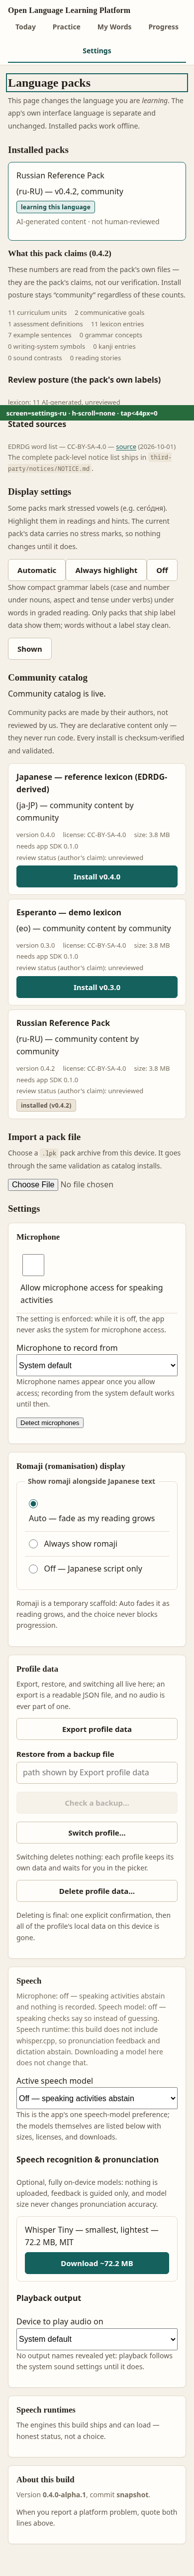 Open Language Learning Platform
Today Practice My Words Progress
Settings
Language packs
This page changes the language you are learning. The
app's own interface language is separate and
unchanged. Installed packs work offline.
Installed packs
Russian Reference Pack
(ru-RU) — v0.4.2, community
learning this language
AI-generated content · not human-reviewed
What this pack claims (0.4.2)
These numbers are read from the pack's own files —
they are the pack's claims, not our verification. Install
posture stays "community" regardless of these counts.
11 curriculum units 2 communicative goals
1 assessment definitions 11 lexicon entries
7 example sentences 0 grammar concepts
0 writing-system symbols 0 kanji entries
0 sound contrasts 0 reading stories
Review posture (the pack's own labels)
lexicon: 11 AI-generated, unreviewed
screen=settings-ru · h-scroll=none · tap<44px=0
Stated sources
EDRDG word list — CC-BY-SA-4.0 — source (2026-10-01)
The complete pack-level notice list ships in third-
party/notices/NOTICE.md.
Display settings
Some packs mark stressed vowels (e.g. сего́дня).
Highlight them in readings and hints. The current
pack's data has no stress marks, so nothing
changes until it does.
Automatic Always highlight Off
Show compact grammar labels (case and number
under nouns, aspect and tense under verbs) under
words in graded reading. Only packs that ship label
data show them; words without a label stay clean.
Shown
Community catalog
Community catalog is live.
Community packs are made by their authors, not
reviewed by us. They are declarative content only —
they never run code. Every install is checksum-verified
and validated.
Japanese — reference lexicon (EDRDG-
derived)
(ja-JP) — community content by
community
version 0.4.0 license: CC-BY-SA-4.0 size: 3.8 MB
needs app SDK 0.1.0
review status (author's claim): unreviewed
Install v0.4.0
Esperanto — demo lexicon
(eo) — community content by community
version 0.3.0 license: CC-BY-SA-4.0 size: 3.8 MB
needs app SDK 0.1.0
review status (author's claim): unreviewed
Install v0.3.0
Russian Reference Pack
(ru-RU) — community content by
community
version 0.4.2 license: CC-BY-SA-4.0 size: 3.8 MB
needs app SDK 0.1.0
review status (author's claim): unreviewed
installed (v0.4.2)
Import a pack file
Choose a .lpk pack archive from this device. It goes
through the same validation as catalog installs.
Choose File No file chosen
Settings
Microphone
Allow microphone access for speaking
activities
The setting is enforced: while it is off, the app
never asks the system for microphone access.
Microphone to record from
System default
Microphone names appear once you allow
access; recording from the system default works
until then.
Detect microphones
Romaji (romanisation) display
Show romaji alongside Japanese text
Auto — fade as my reading grows
Always show romaji
Off — Japanese script only
Romaji is a temporary scaffold: Auto fades it as
reading grows, and the choice never blocks
progression.
Profile data
Export, restore, and switching all live here; an
export is a readable JSON file, and no audio is
ever part of one.
Export profile data
Restore from a backup file
path shown by Export profile data
Check a backup…
Switch profile…
Switching deletes nothing: each profile keeps its
own data and waits for you in the picker.
Delete profile data…
Deleting is final: one explicit confirmation, then
all of the profile's local data on this device is
gone.
Speech
Microphone: off — speaking activities abstain
and nothing is recorded. Speech model: off —
speaking checks say so instead of guessing.
Speech runtime: this build does not include
whisper.cpp, so pronunciation feedback and
dictation abstain. Downloading a model here
does not change that.
Active speech model
Off — speaking activities abstain
This is the app's one speech-model preference;
the models themselves are listed below with
sizes, licenses, and downloads.
Speech recognition & pronunciation
Optional, fully on-device models: nothing is
uploaded, feedback is guided only, and model
size never changes pronunciation accuracy.
Whisper Tiny — smallest, lightest —
72.2 MB, MIT
Download ~72.2 MB
Playback output
Device to play audio on
System default
No output names revealed yet: playback follows
the system sound settings until it does.
Speech runtimes
The engines this build ships and can load —
honest status, not a choice.
About this build
Version 0.4.0-alpha.1, commit snapshot.
When you report a platform problem, quote both
lines above.